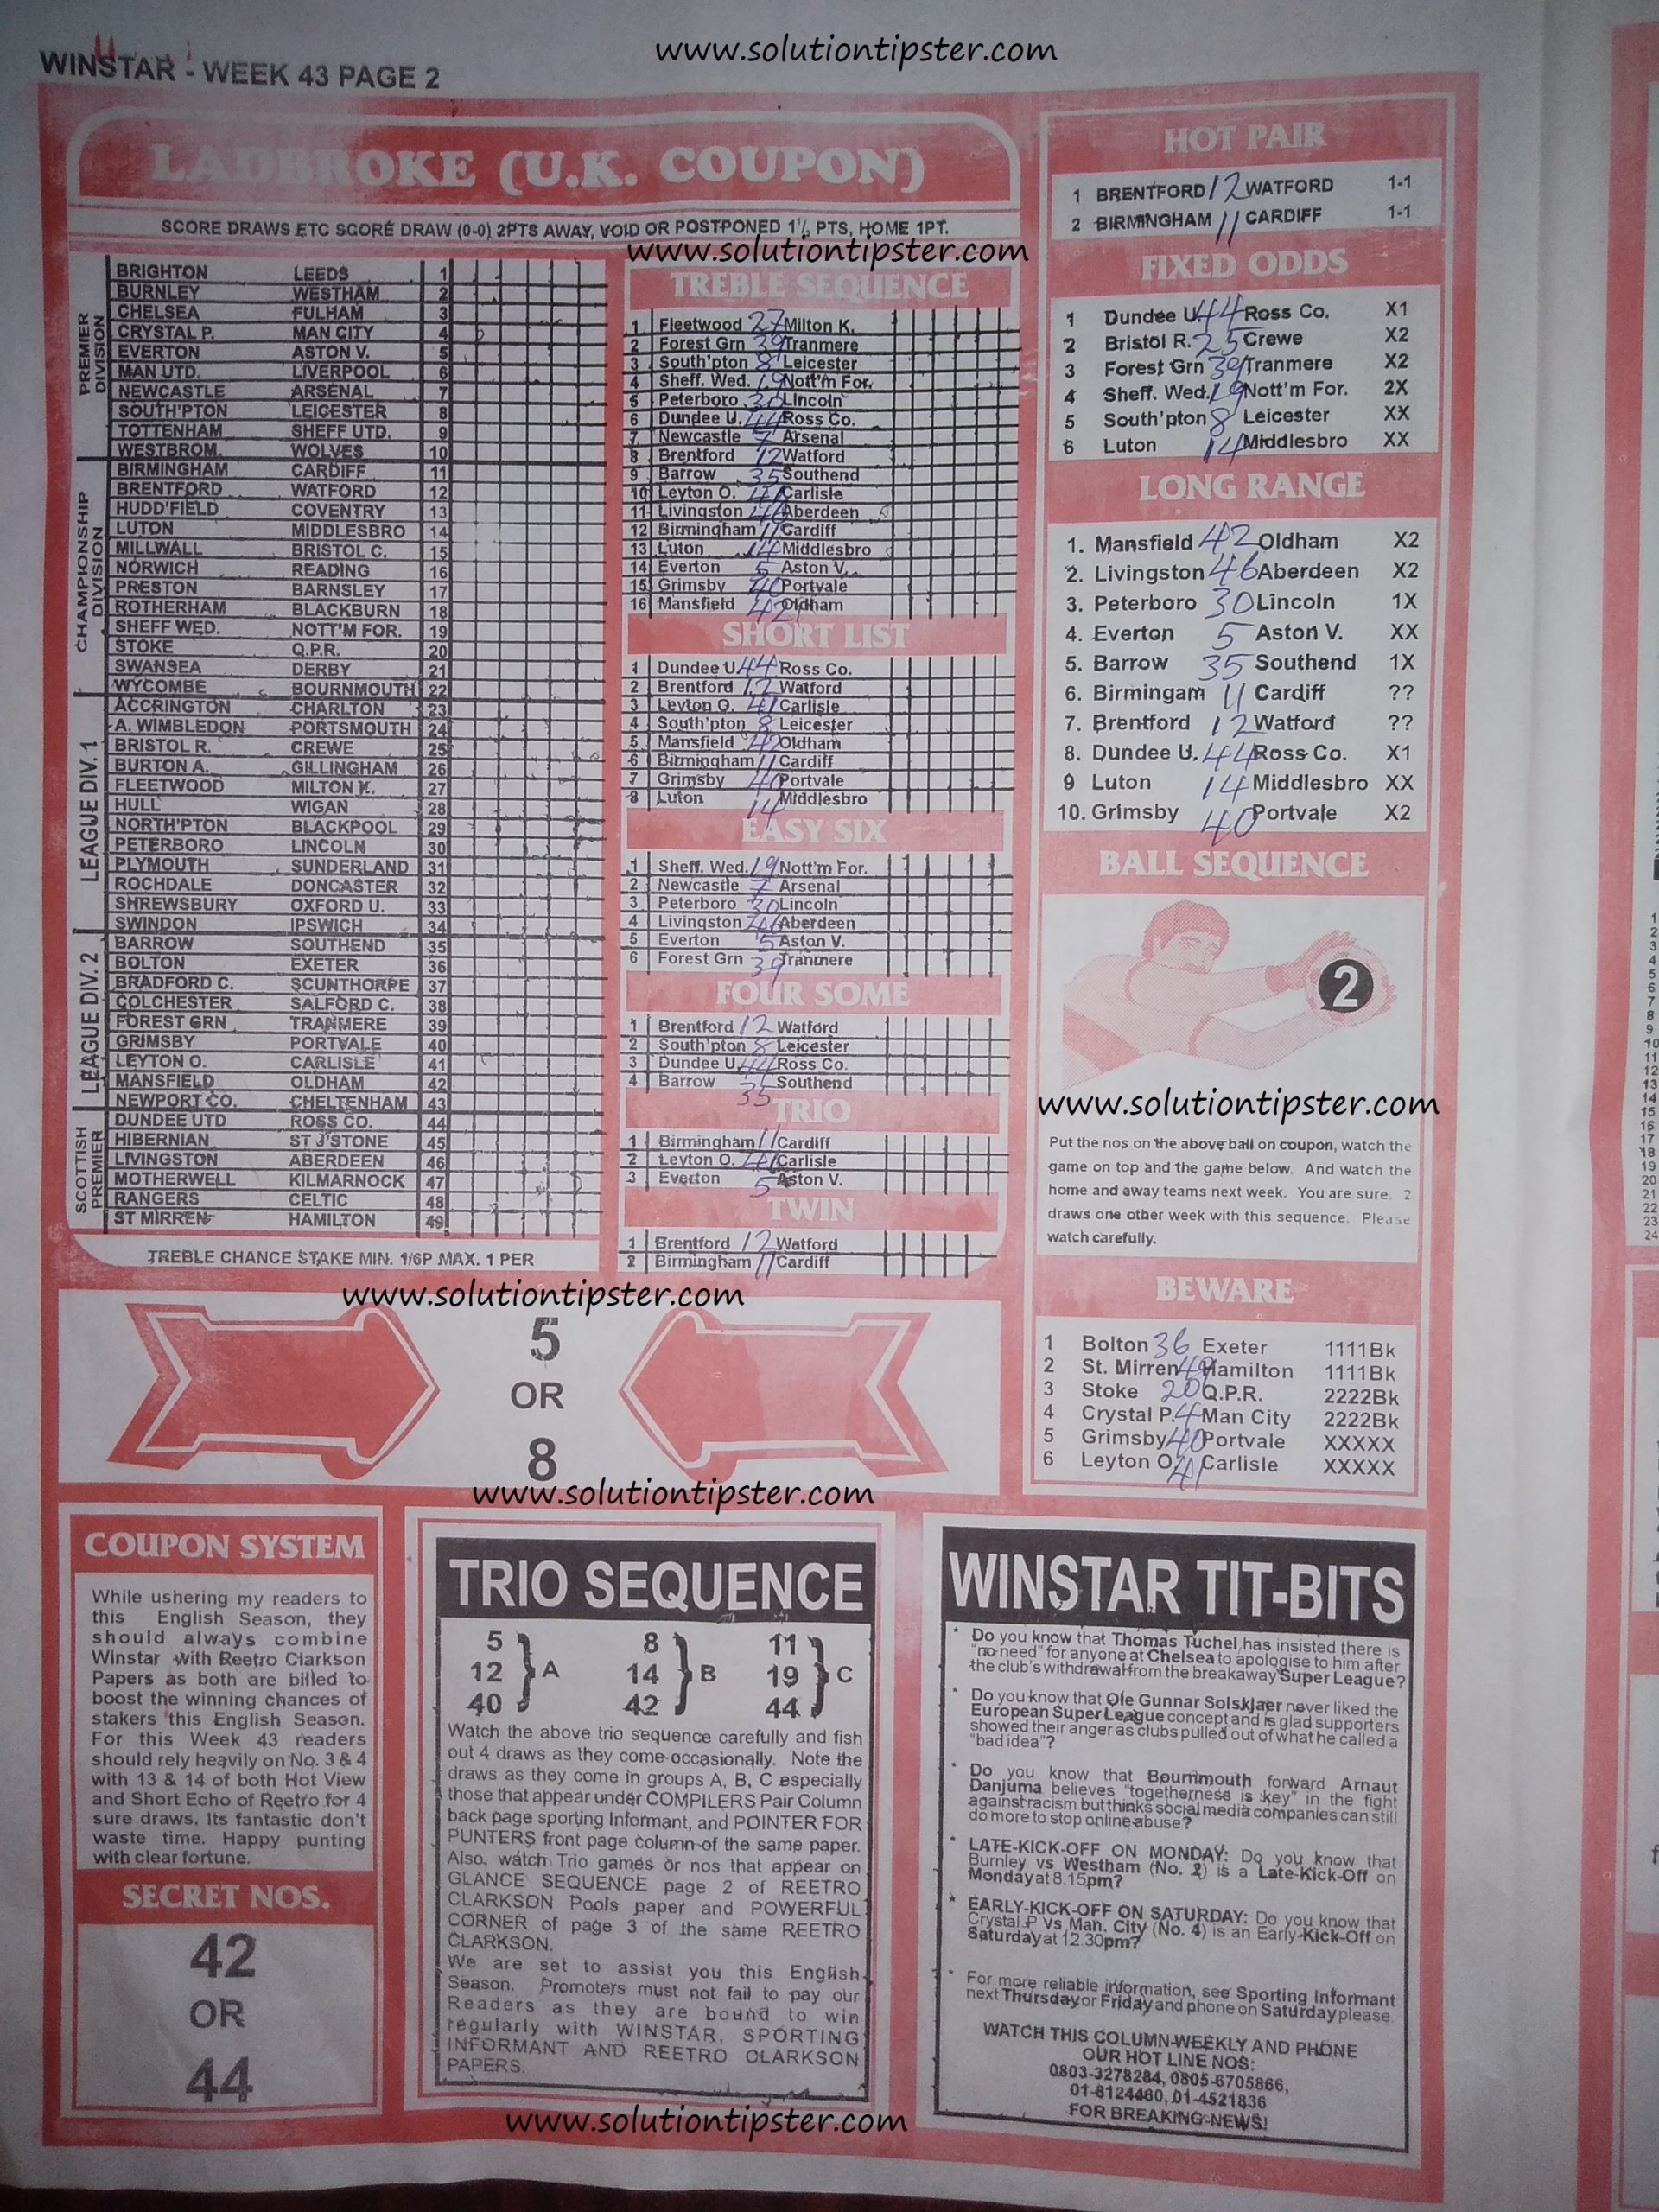 www.solutiontipster.com
WINSTAR - WEEK 43 PAGE 2
LADBROKE (U.K. COUPON)
SCORE DRAWS ETC SCORE DRAW (0-0) 2PTS AWAY, VOID OR POSTPONED 1½ PTS, HOME 1PT.
www.solutiontipster.com
PREMIER DIVISION
BRIGHTON LEEDS 1
BURNLEY WESTHAM 2
CHELSEA FULHAM 3
CRYSTAL P. MAN CITY 4
EVERTON ASTON V. 5
MAN UTD. LIVERPOOL 6
NEWCASTLE ARSENAL 7
SOUTH'PTON LEICESTER 8
TOTTENHAM SHEFF UTD. 9
WESTBROM. WOLVES 10
CHAMPIONSHIP DIVISION
BIRMINGHAM CARDIFF 11
BRENTFORD WATFORD 12
HUDD'FIELD COVENTRY 13
LUTON MIDDLESBRO 14
MILLWALL BRISTOL C. 15
NORWICH READING 16
PRESTON BARNSLEY 17
ROTHERHAM BLACKBURN 18
SHEFF WED. NOTT'M FOR. 19
STOKE Q.P.R. 20
SWANSEA DERBY 21
WYCOMBE BOURNMOUTH 22
LEAGUE DIV. 1
ACCRINGTON CHARLTON 23
A. WIMBLEDON PORTSMOUTH 24
BRISTOL R. CREWE 25
BURTON A. GILLINGHAM 26
FLEETWOOD MILTON K. 27
HULL WIGAN 28
NORTH'PTON BLACKPOOL 29
PETERBORO LINCOLN 30
PLYMOUTH SUNDERLAND 31
ROCHDALE DONCASTER 32
SHREWSBURY OXFORD U. 33
SWINDON IPSWICH 34
LEAGUE DIV. 2
BARROW SOUTHEND 35
BOLTON EXETER 36
BRADFORD C. SCUNTHORPE 37
COLCHESTER SALFORD C. 38
FOREST GRN TRANMERE 39
GRIMSBY PORTVALE 40
LEYTON O. CARLISLE 41
MANSFIELD OLDHAM 42
NEWPORT CO. CHELTENHAM 43
SCOTTISH PREMIER
DUNDEE UTD ROSS CO. 44
HIBERNIAN ST J'STONE 45
LIVINGSTON ABERDEEN 46
MOTHERWELL KILMARNOCK 47
RANGERS CELTIC 48
ST MIRREN HAMILTON 49
TREBLE CHANCE STAKE MIN. 1/6P MAX. 1 PER
TREBLE SEQUENCE
1 Fleetwood 27 Milton K.
2 Forest Grn 39 Tranmere
3 South'pton 8 Leicester
4 Sheff. Wed. 19 Nott'm For.
5 Peterboro 30 Lincoln
6 Dundee U. 44 Ross Co.
7 Newcastle 7 Arsenal
8 Brentford 12 Watford
9 Barrow 35 Southend
10 Leyton O. 41 Carlisle
11 Livingston 46 Aberdeen
12 Birmingham 11 Cardiff
13 Luton 14 Middlesbro
14 Everton 5 Aston V.
15 Grimsby 40 Portvale
16 Mansfield 42 Oldham
SHORT LIST
1 Dundee U 44 Ross Co.
2 Brentford 12 Watford
3 Leyton O. 41 Carlisle
4 South'pton 8 Leicester
5 Mansfield 42 Oldham
6 Birmingham 11 Cardiff
7 Grimsby 40 Portvale
8 Luton 14 Middlesbro
EASY SIX
1 Sheff. Wed. 19 Nott'm For.
2 Newcastle 7 Arsenal
3 Peterboro 30 Lincoln
4 Livingston 46 Aberdeen
5 Everton 5 Aston V.
6 Forest Grn 39 Tranmere
FOUR SOME
1 Brentford 12 Watford
2 South'pton 8 Leicester
3 Dundee U. 44 Ross Co.
4 Barrow 35 Southend
TRIO
1 Birmingham 11 Cardiff
2 Leyton O. 41 Carlisle
3 Everton 5 Aston V.
TWIN
1 Brentford 12 Watford
2 Birmingham 11 Cardiff
HOT PAIR
1 BRENTFORD 12 WATFORD 1-1
2 BIRMINGHAM 11 CARDIFF 1-1
FIXED ODDS
1 Dundee U. 44 Ross Co. X1
2 Bristol R. 25 Crewe X2
3 Forest Grn 39 Tranmere X2
4 Sheff. Wed. 19 Nott'm For. 2X
5 South'pton 8 Leicester XX
6 Luton 14 Middlesbro XX
LONG RANGE
1. Mansfield 42 Oldham X2
2. Livingston 46 Aberdeen X2
3. Peterboro 30 Lincoln 1X
4. Everton 5 Aston V. XX
5. Barrow 35 Southend 1X
6. Birmingam 11 Cardiff ??
7. Brentford 12 Watford ??
8. Dundee U. 44 Ross Co. X1
9 Luton 14 Middlesbro XX
10. Grimsby 40 Portvale X2
BALL SEQUENCE
2
www.solutiontipster.com
Put the nos on the above ball on coupon, watch the
game on top and the game below. And watch the
home and away teams next week. You are sure. 2
draws one other week with this sequence. Please
watch carefully.
BEWARE
1 Bolton 36 Exeter 1111Bk
2 St. Mirren 49 Hamilton 1111Bk
3 Stoke 20 Q.P.R. 2222Bk
4 Crystal P. 4 Man City 2222Bk
5 Grimsby 40 Portvale XXXXX
6 Leyton O. 41 Carlisle XXXXX
www.solutiontipster.com
5
OR
8
www.solutiontipster.com
COUPON SYSTEM
While ushering my readers to
this English Season, they
should always combine
Winstar with Reetro Clarkson
Papers as both are billed to
boost the winning chances of
stakers this English Season.
For this Week 43 readers
should rely heavily on No. 3 & 4
with 13 & 14 of both Hot View
and Short Echo of Reetro for 4
sure draws. Its fantastic don't
waste time. Happy punting
with clear fortune.
SECRET NOS.
42
OR
44
TRIO SEQUENCE
5 8 11
12 A 14 B 19 C
40 42 44
Watch the above trio sequence carefully and fish
out 4 draws as they come occasionally. Note the
draws as they come in groups A, B, C especially
those that appear under COMPILERS Pair Column
back page sporting Informant, and POINTER FOR
PUNTERS front page column of the same paper.
Also, watch Trio games or nos that appear on
GLANCE SEQUENCE page 2 of REETRO
CLARKSON Pools paper and POWERFUL
CORNER of page 3 of the same REETRO
CLARKSON.
We are set to assist you this English
Season. Promoters must not fail to pay our
Readers as they are bound to win
regularly with WINSTAR, SPORTING
INFORMANT AND REETRO CLARKSON
PAPERS.
WINSTAR TIT-BITS
* Do you know that Thomas Tuchel has insisted there is
"no need" for anyone at Chelsea to apologise to him after
the club's withdrawal from the breakaway Super League?
* Do you know that Ole Gunnar Solskjaer never liked the
European Super League concept and is glad supporters
showed their anger as clubs pulled out of what he called a
"bad idea"?
* Do you know that Bournmouth forward Arnaut
Danjuma believes "togetherness is key" in the fight
against racism but thinks social media companies can still
do more to stop online abuse?
* LATE-KICK-OFF ON MONDAY: Do you know that
Burnley vs Westham (No. 2) is a Late-Kick-Off on
Monday at 8.15pm?
* EARLY-KICK-OFF ON SATURDAY: Do you know that
Crystal P Vs Man. City (No. 4) is an Early-Kick-Off on
Saturday at 12.30pm?
* For more reliable information, see Sporting Informant
next Thursday or Friday and phone on Saturday please.
WATCH THIS COLUMN WEEKLY AND PHONE
OUR HOT LINE NOS:
0803-3278284, 0805-6705866,
01-8124460, 01-4521836
FOR BREAKING NEWS!
www.solutiontipster.com